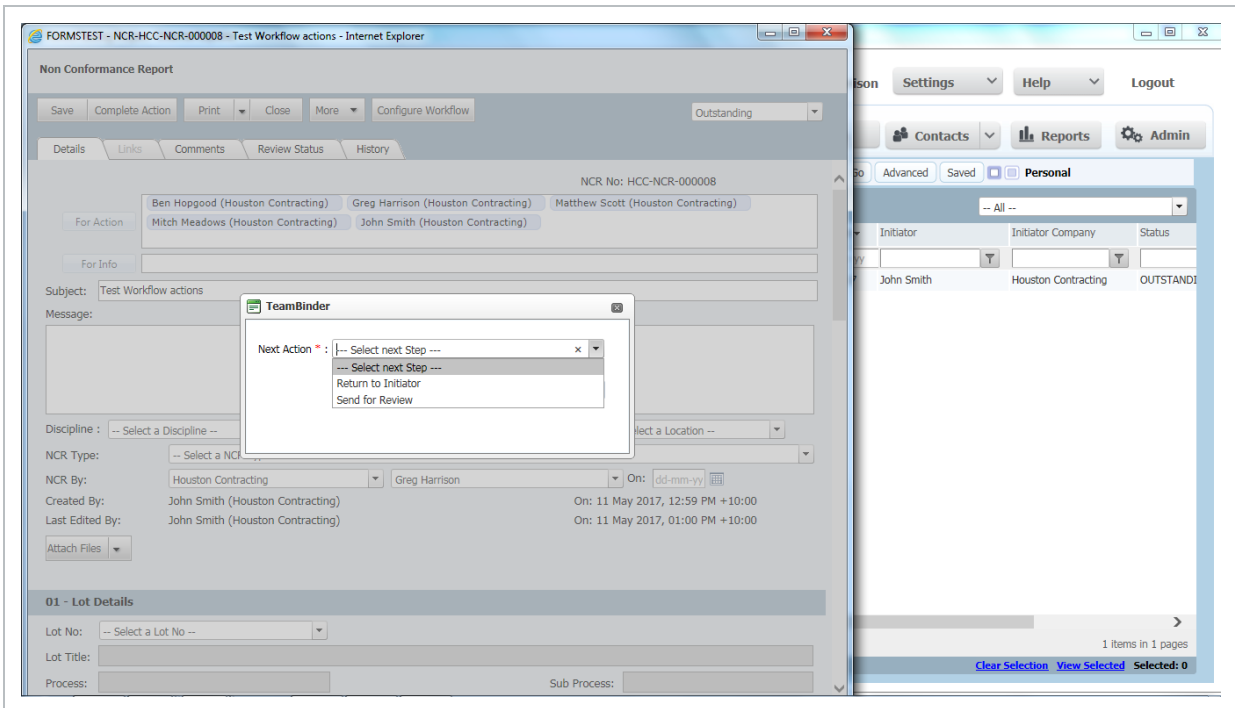 FORMSTEST - NCR-HCC-NCR-000008 - Test Workflow actions - Internet Explorer
Non Conformance Report
Settings Help Logout
Save Complete Action Print Close More Configure Workflow Outstanding
Contacts Reports Admin
Details Links Comments Review Status History
Advanced Saved Personal
NCR No: HCC-NCR-000008
-- All --
For Action Ben Hopgood (Houston Contracting) Greg Harrison (Houston Contracting) Matthew Scott (Houston Contracting)
Mitch Meadows (Houston Contracting) John Smith (Houston Contracting)
Initiator Initiator Company Status
For Info
John Smith Houston Contracting OUTSTANDI
Subject: Test Workflow actions
Message:
TeamBinder
Next Action * : --- Select next Step ---
--- Select next Step ---
Return to Initiator
Send for Review
Discipline : -- Select a Discipline -- elect a Location --
NCR Type: -- Select a NC
NCR By: Houston Contracting Greg Harrison On: dd-mm-yy
Created By: John Smith (Houston Contracting) On: 11 May 2017, 12:59 PM +10:00
Last Edited By: John Smith (Houston Contracting) On: 11 May 2017, 01:00 PM +10:00
Attach Files
01 - Lot Details
Lot No: -- Select a Lot No --
Lot Title:
Process: Sub Process:
1 items in 1 pages
Clear Selection View Selected Selected: 0